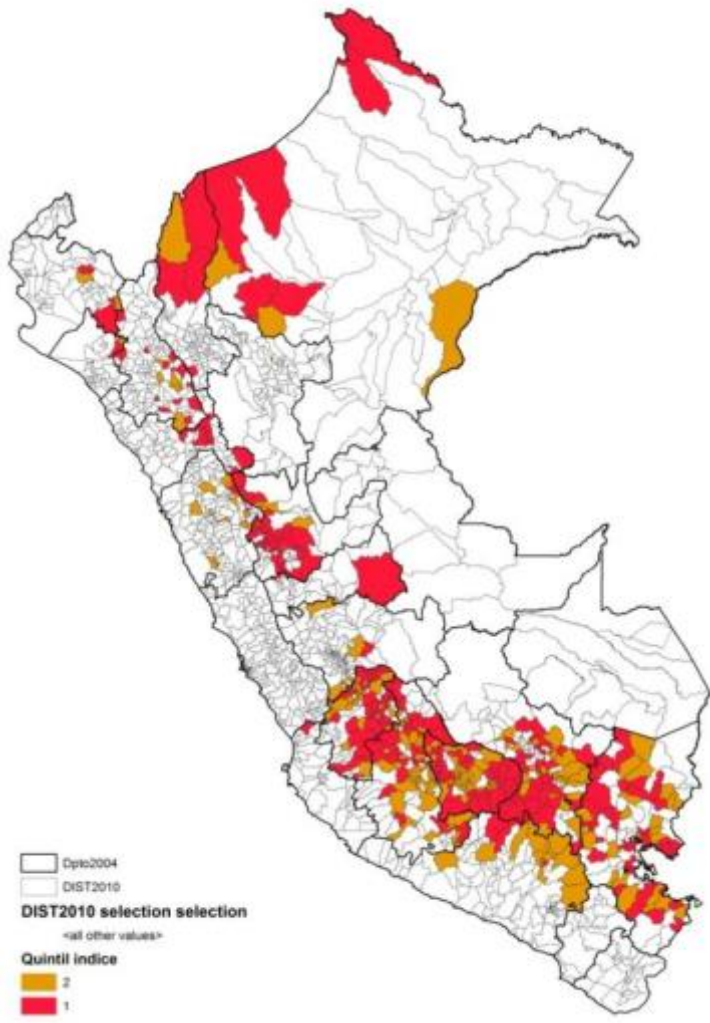 Dpto2004
DIST2010
DIST2010 selection selection
<all other values>
Quintil indice
2
1